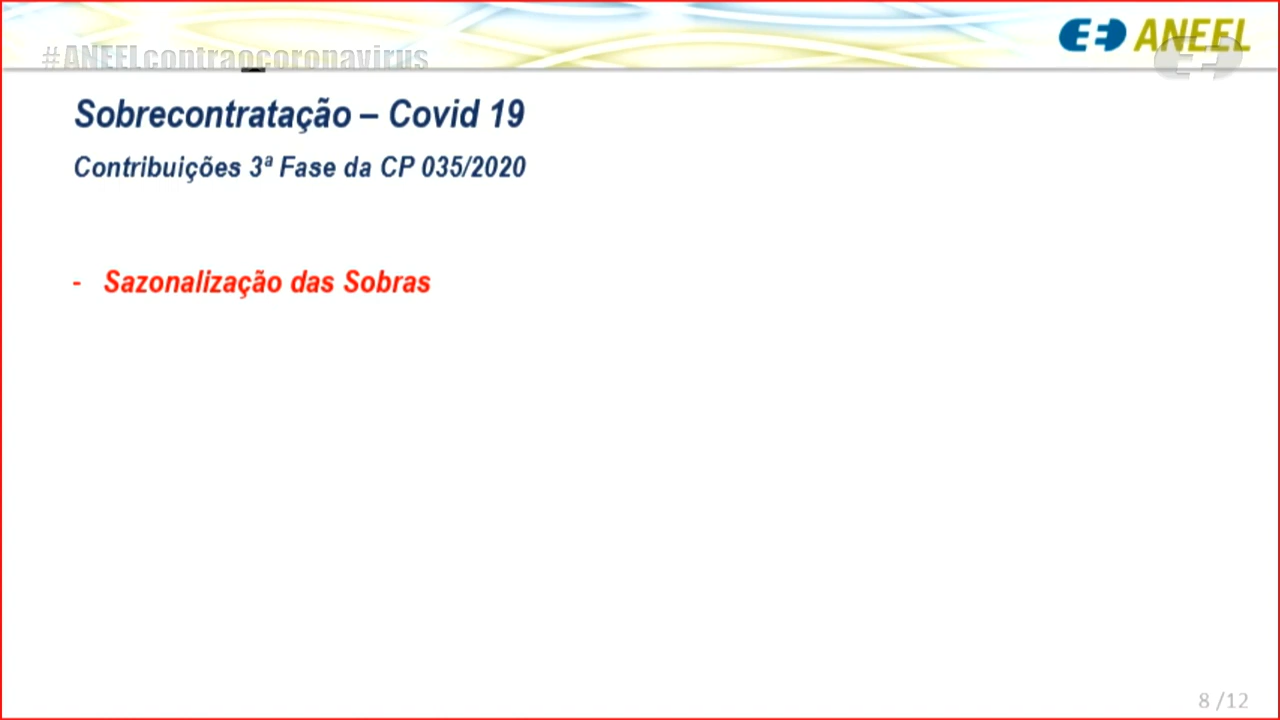 #ANEELcontraocoronavirus
ANEEL
Sobrecontratação – Covid 19
Contribuições 3ª Fase da CP 035/2020
- Sazonalização das Sobras
8 /12